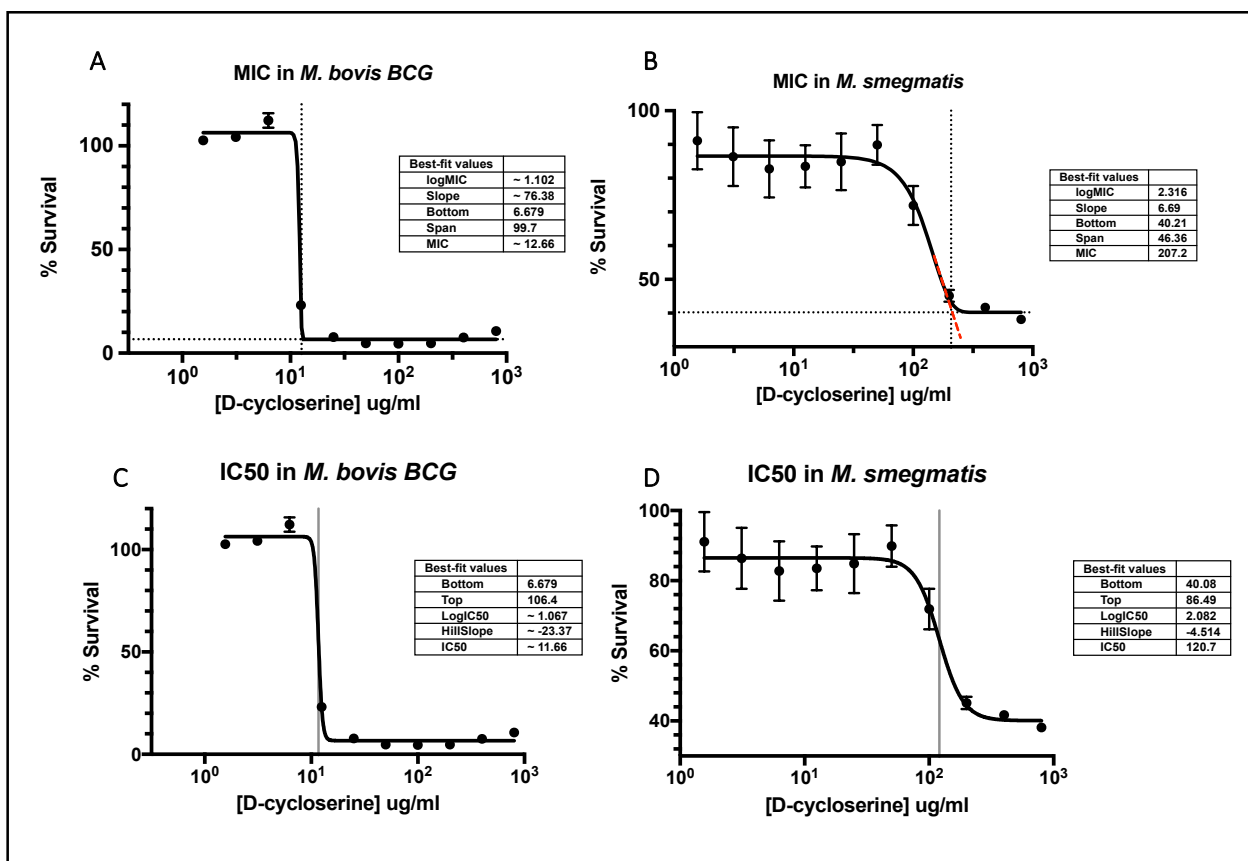 A
MIC in M. bovis BCG
% Survival
100
50
0
10⁰
10¹
10²
10³
[D-cycloserine] ug/ml
Best-fit values
logMIC ~ 1.102
Slope ~ 76.38
Bottom 6.679
Span 99.7
MIC ~ 12.66
B
MIC in M. smegmatis
% Survival
100
50
10⁰
10¹
10²
10³
[D-cycloserine] ug/ml
Best-fit values
logMIC 2.316
Slope 6.69
Bottom 40.21
Span 46.36
MIC 207.2
C
IC50 in M. bovis BCG
% Survival
100
50
0
10⁰
10¹
10²
10³
[D-cycloserine] ug/ml
Best-fit values
Bottom 6.679
Top 106.4
LogIC50 ~ 1.067
HillSlope ~ -23.37
IC50 ~ 11.66
D
IC50 in M. smegmatis
% Survival
100
80
60
40
10⁰
10¹
10²
10³
[D-cycloserine] ug/ml
Best-fit values
Bottom 40.08
Top 86.49
LogIC50 2.082
HillSlope -4.514
IC50 120.7